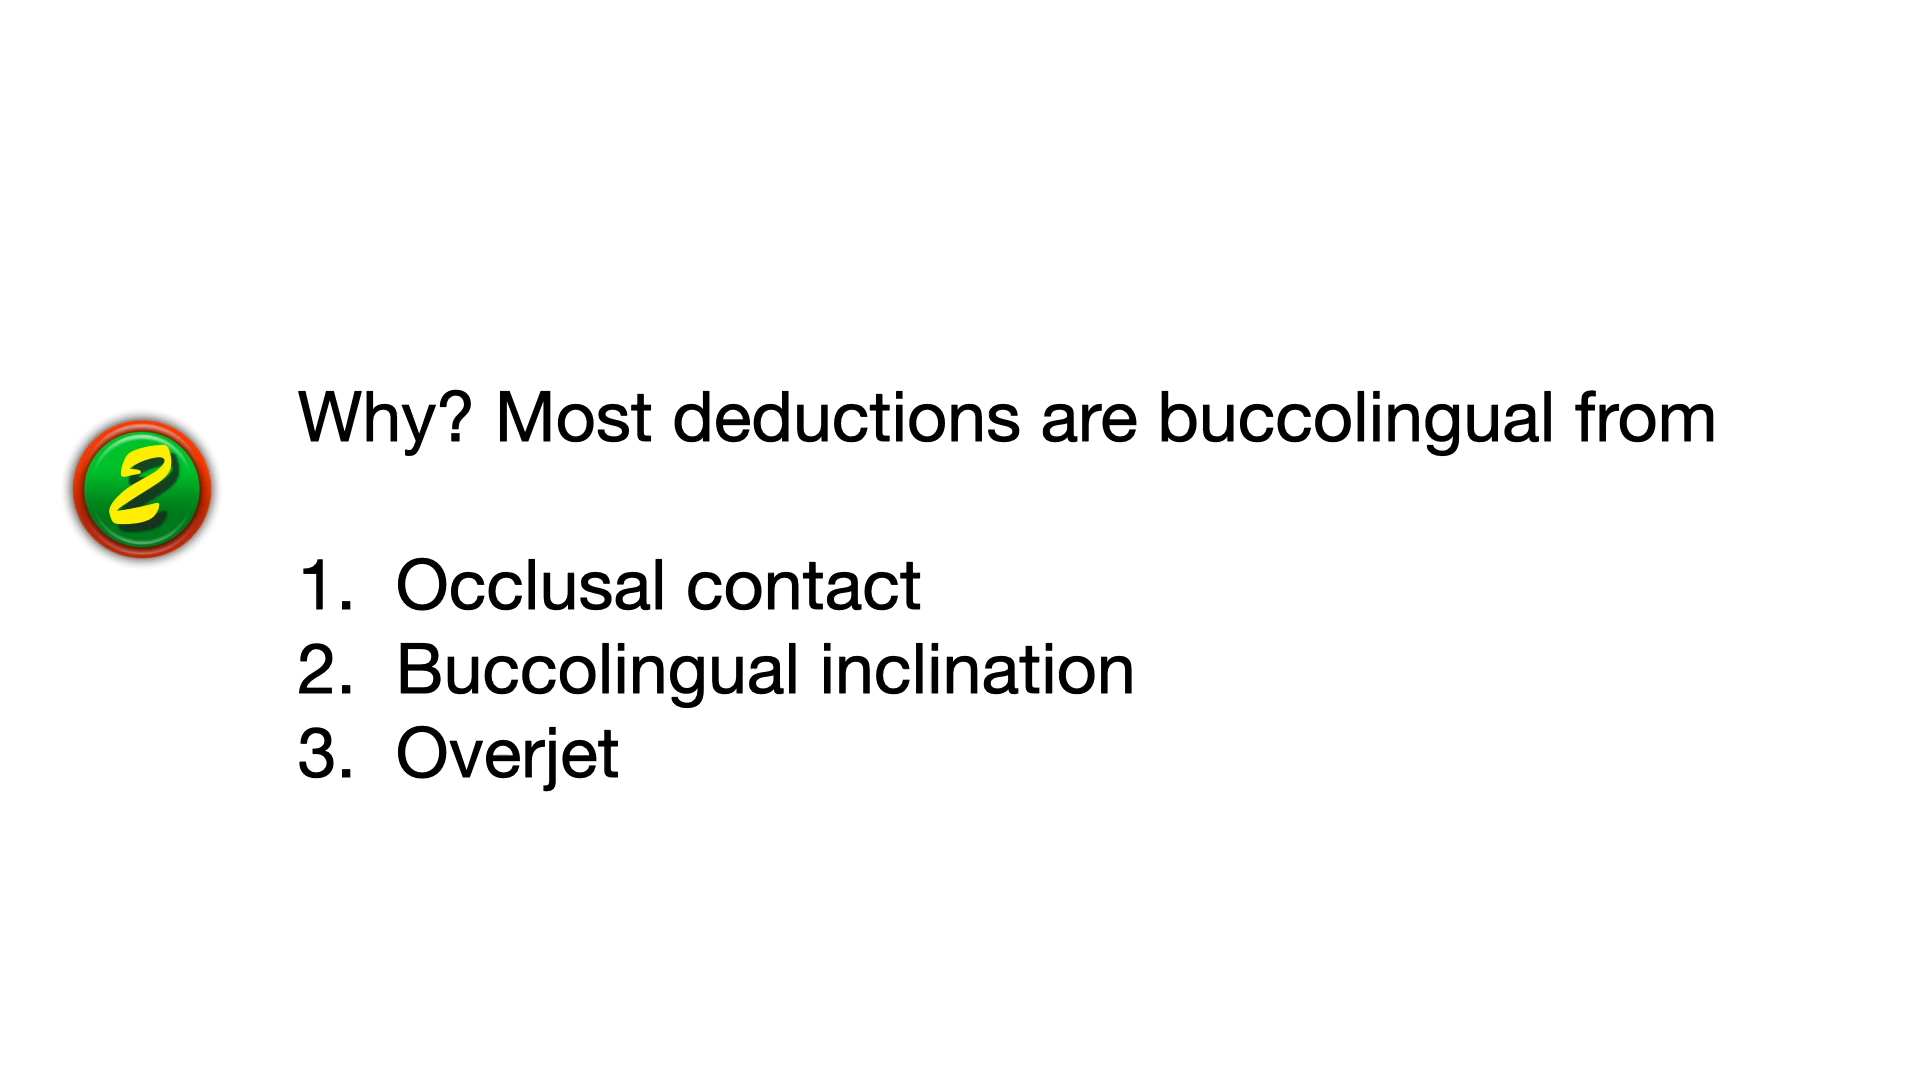 2
Why? Most deductions are buccolingual from
1. Occlusal contact
2. Buccolingual inclination
3. Overjet